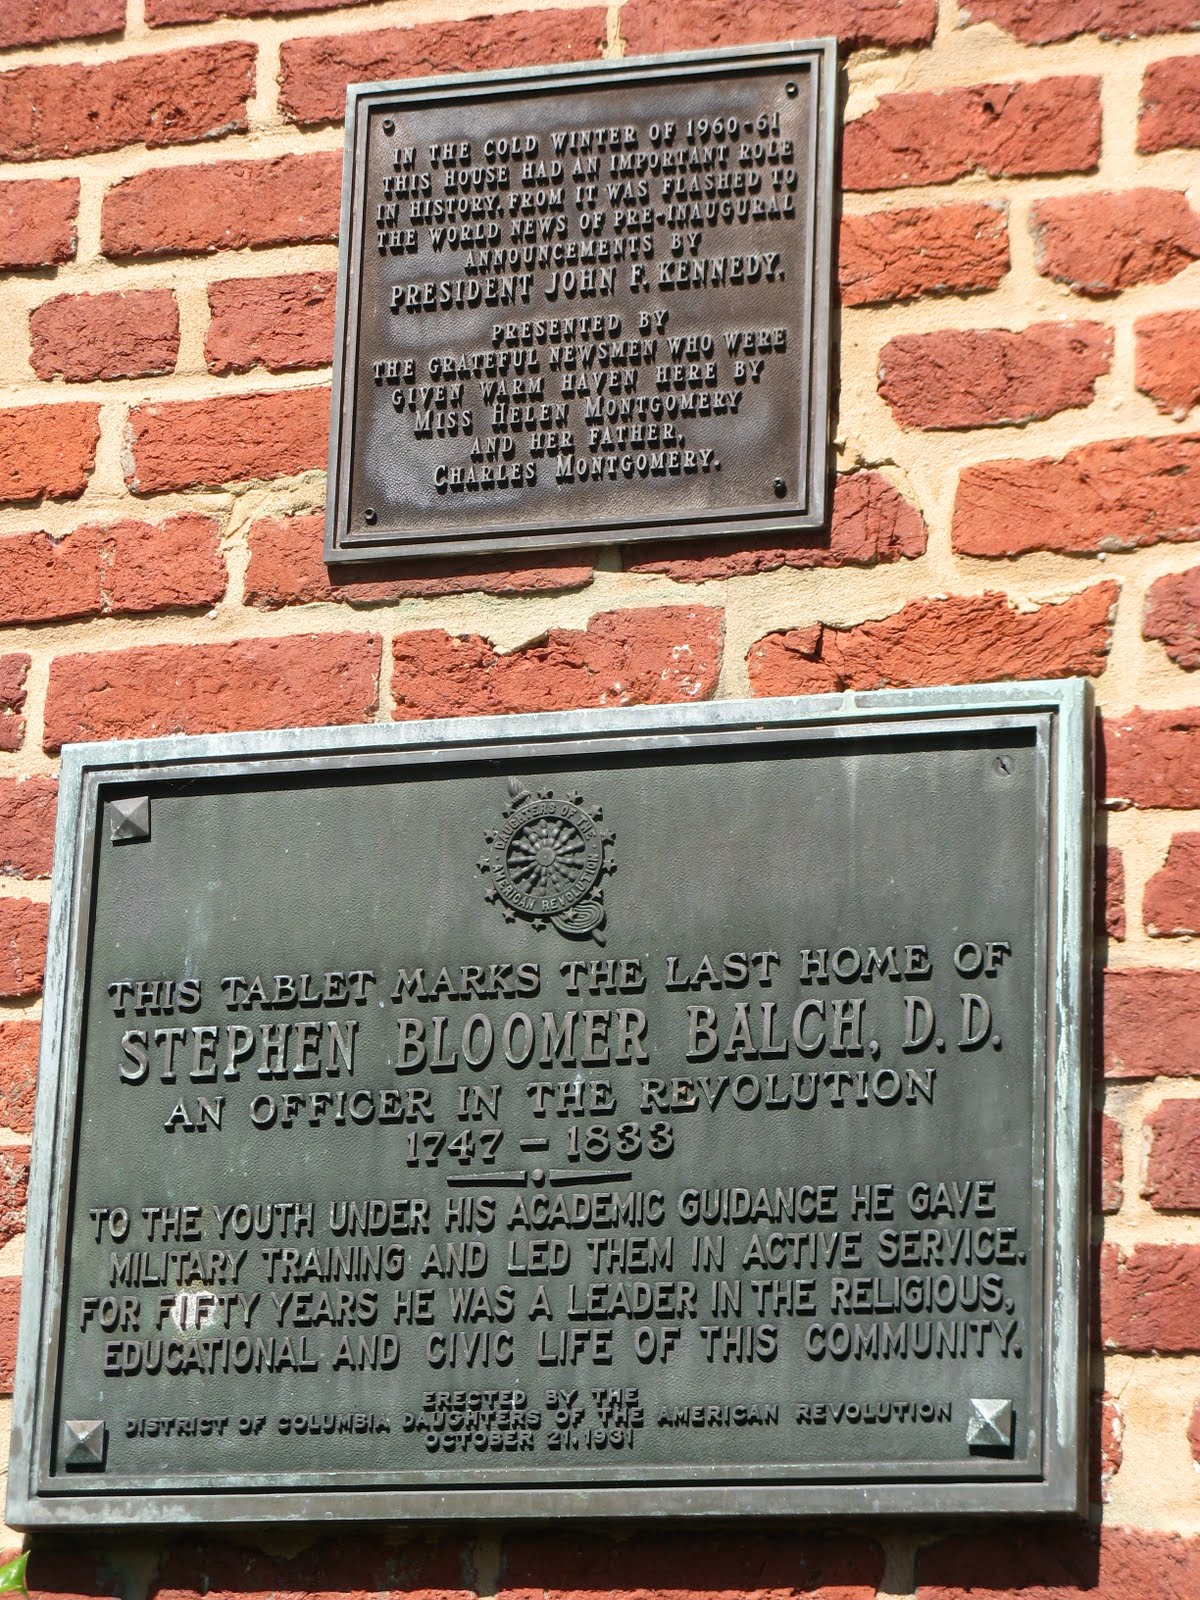 IN THE COLD WINTER OF 1960-61
THIS HOUSE HAD AN IMPORTANT ROLE
IN HISTORY. FROM IT WAS FLASHED TO
THE WORLD NEWS OF PRE-INAUGURAL
ANNOUNCEMENTS BY
PRESIDENT JOHN F. KENNEDY.
PRESENTED BY
THE GRATEFUL NEWSMEN WHO WERE
GIVEN WARM HAVEN HERE BY
MISS HELEN MONTGOMERY
AND HER FATHER,
CHARLES MONTGOMERY.
DAUGHTERS OF THE
AMERICAN REVOLUTION
THIS TABLET MARKS THE LAST HOME OF
STEPHEN BLOOMER BALCH, D.D.
AN OFFICER IN THE REVOLUTION
1747 – 1833
TO THE YOUTH UNDER HIS ACADEMIC GUIDANCE HE GAVE
MILITARY TRAINING AND LED THEM IN ACTIVE SERVICE.
FOR FIFTY YEARS HE WAS A LEADER IN THE RELIGIOUS,
EDUCATIONAL AND CIVIC LIFE OF THIS COMMUNITY.
ERECTED BY THE
DISTRICT OF COLUMBIA DAUGHTERS OF THE AMERICAN REVOLUTION
OCTOBER 21, 1931